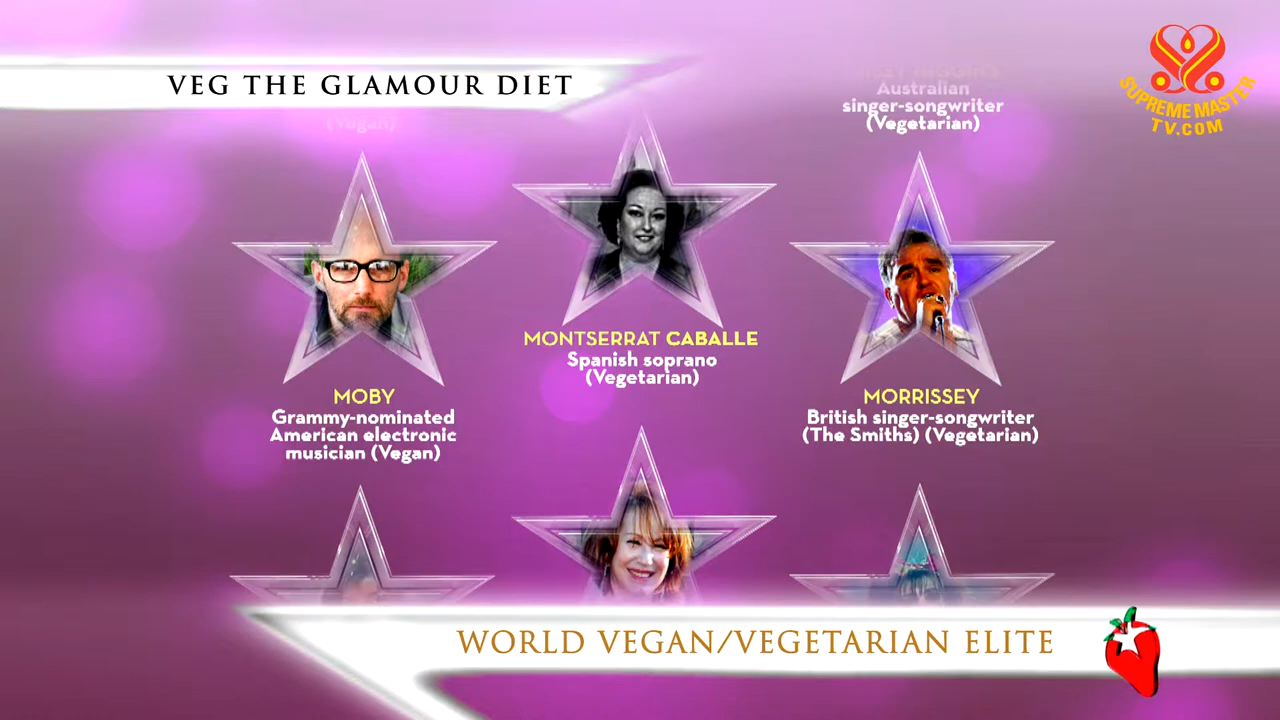 VEG THE GLAMOUR DIET
SUPREME MASTER
TV.COM
(Vegan)
Australian
singer-songwriter
(Vegetarian)
MOBY
Grammy-nominated
American electronic
musician (Vegan)
MONTSERRAT CABALLE
Spanish soprano
(Vegetarian)
MORRISSEY
British singer-songwriter
(The Smiths) (Vegetarian)
WORLD VEGAN/VEGETARIAN ELITE